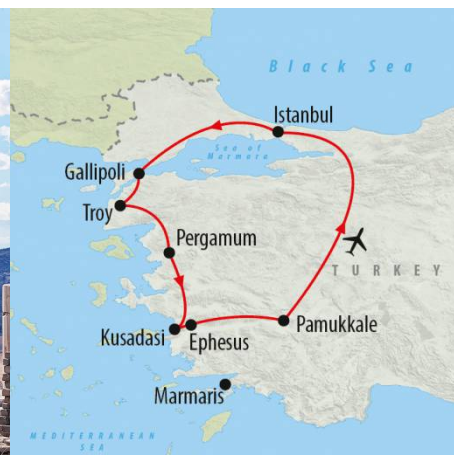 Black Sea
Istanbul
Sea of
Marmara
Gallipoli
Troy
Pergamum
TURKEY
Kusadasi
Ephesus
Pamukkale
Marmaris
MEDITERRANEAN
SEA